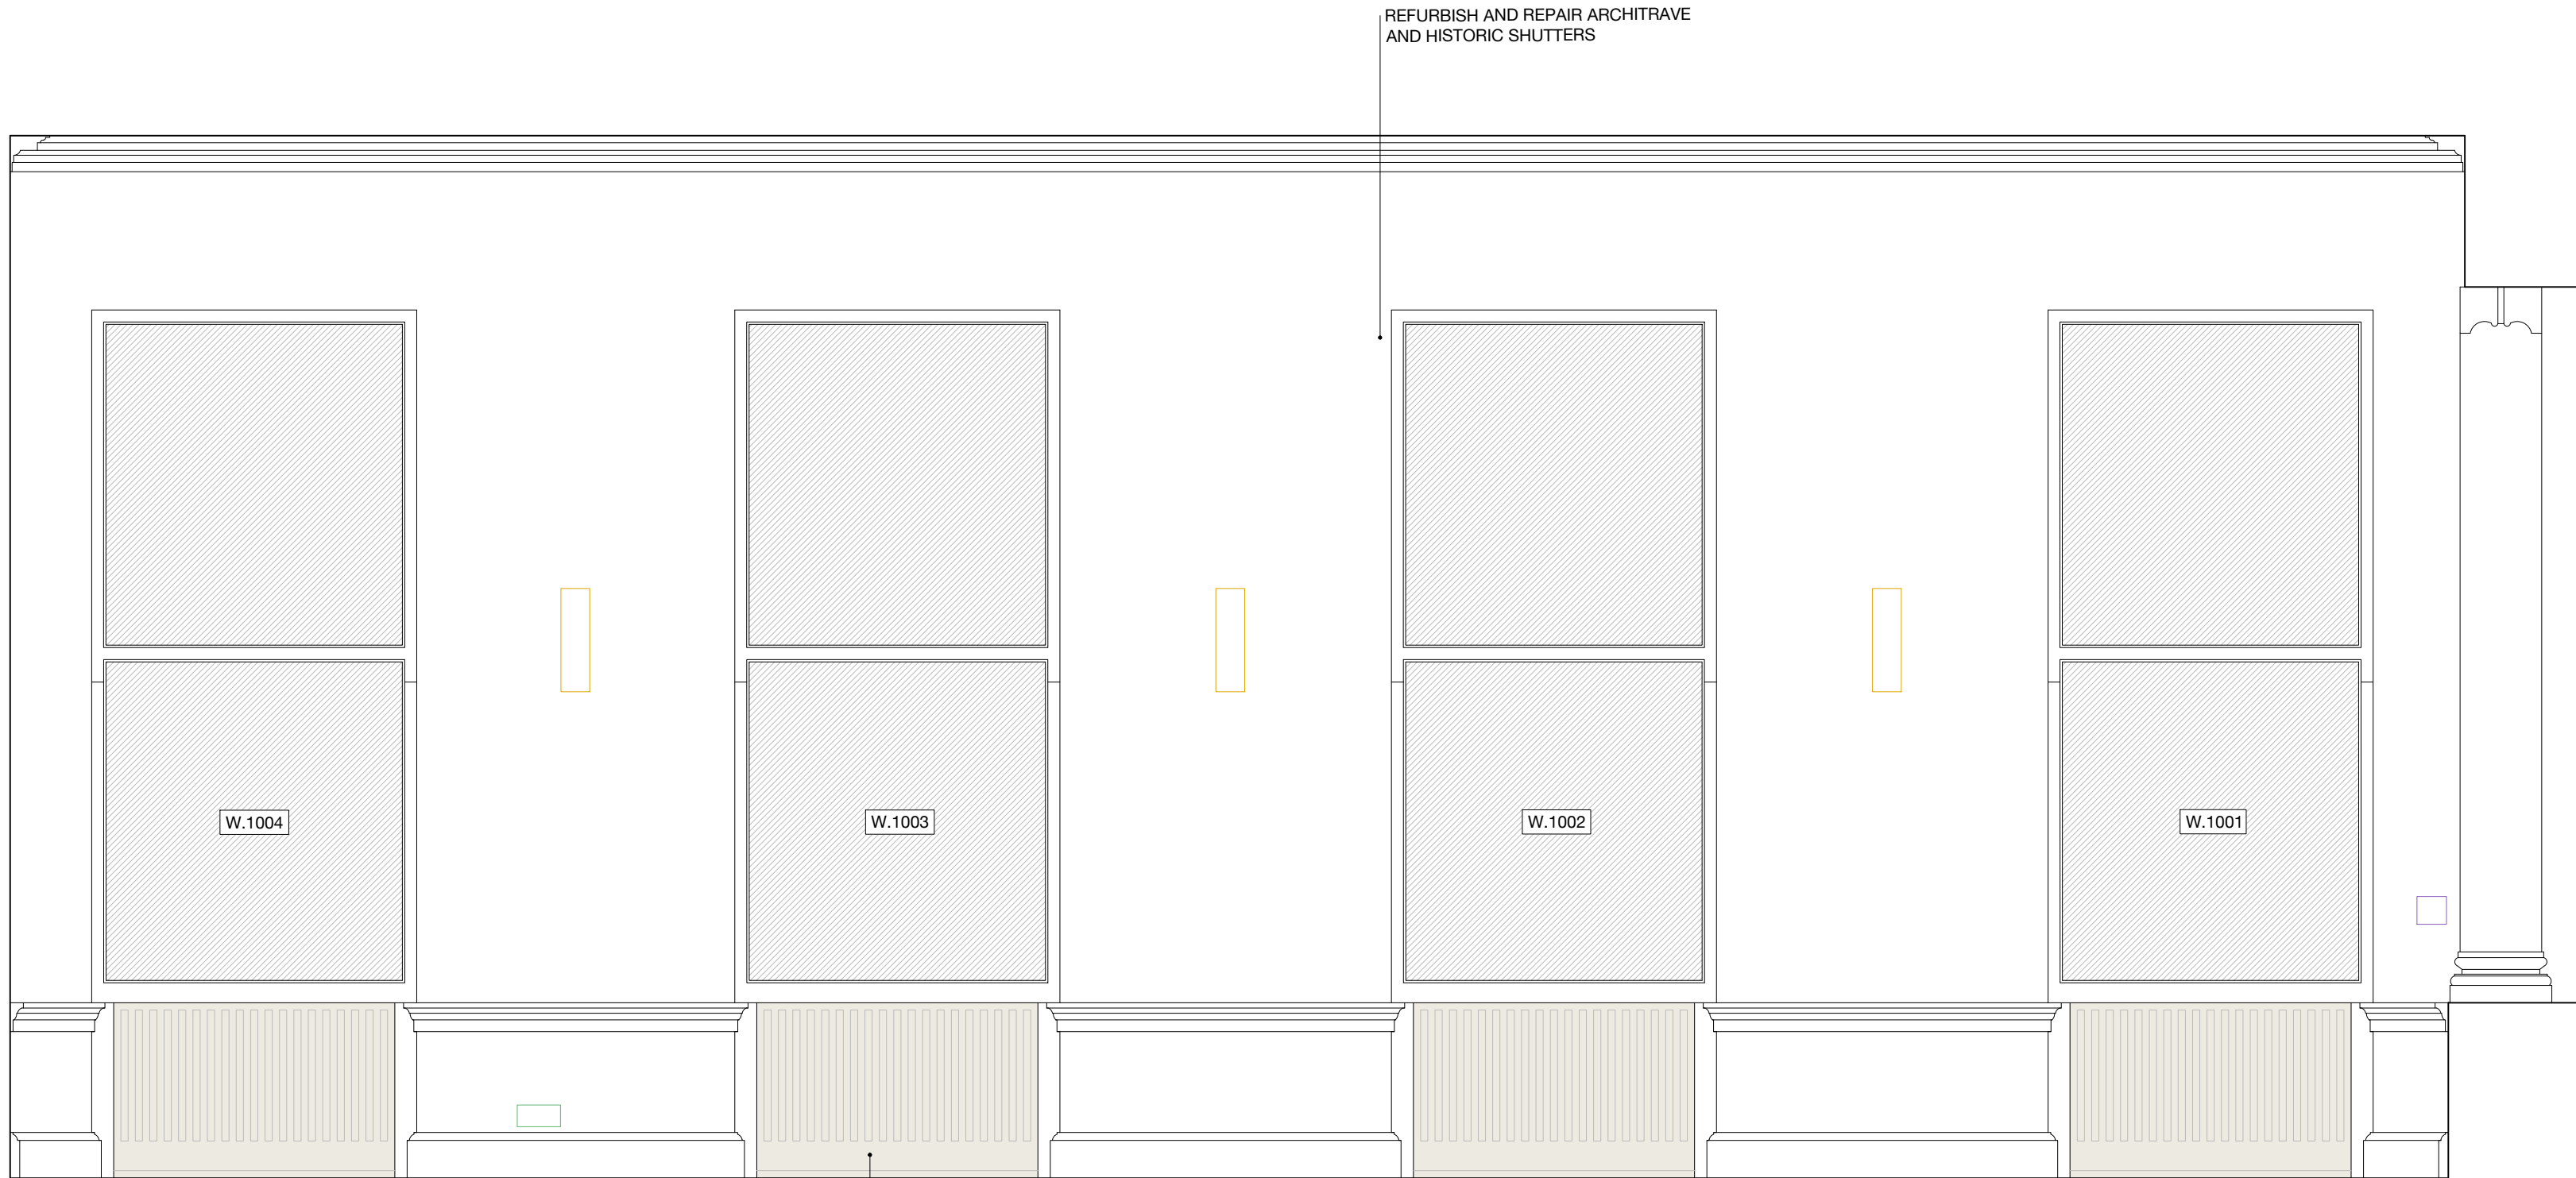 REFURBISH AND REPAIR ARCHITRAVE
AND HISTORIC SHUTTERS
W.1004
W.1003
W.1002
W.1001